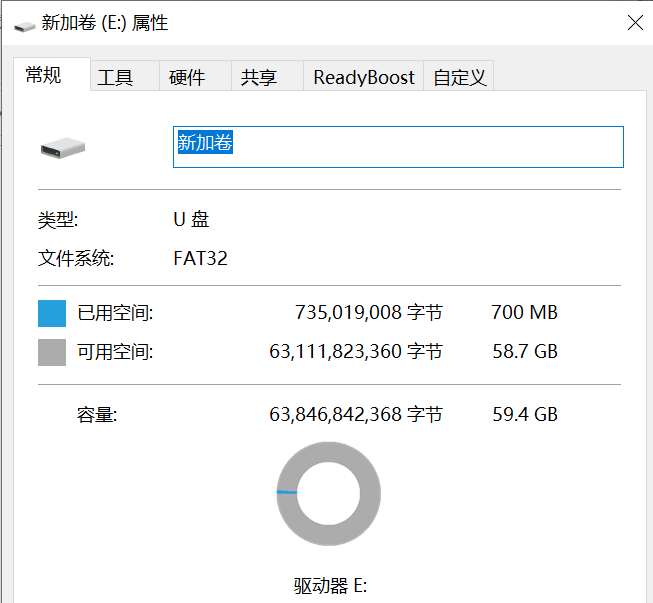 新加卷 (E:) 属性
常规 工具 硬件 共享 ReadyBoost 自定义
新加卷
类型: U 盘
文件系统: FAT32
已用空间: 735,019,008 字节 700 MB
可用空间: 63,111,823,360 字节 58.7 GB
容量: 63,846,842,368 字节 59.4 GB
驱动器 E: